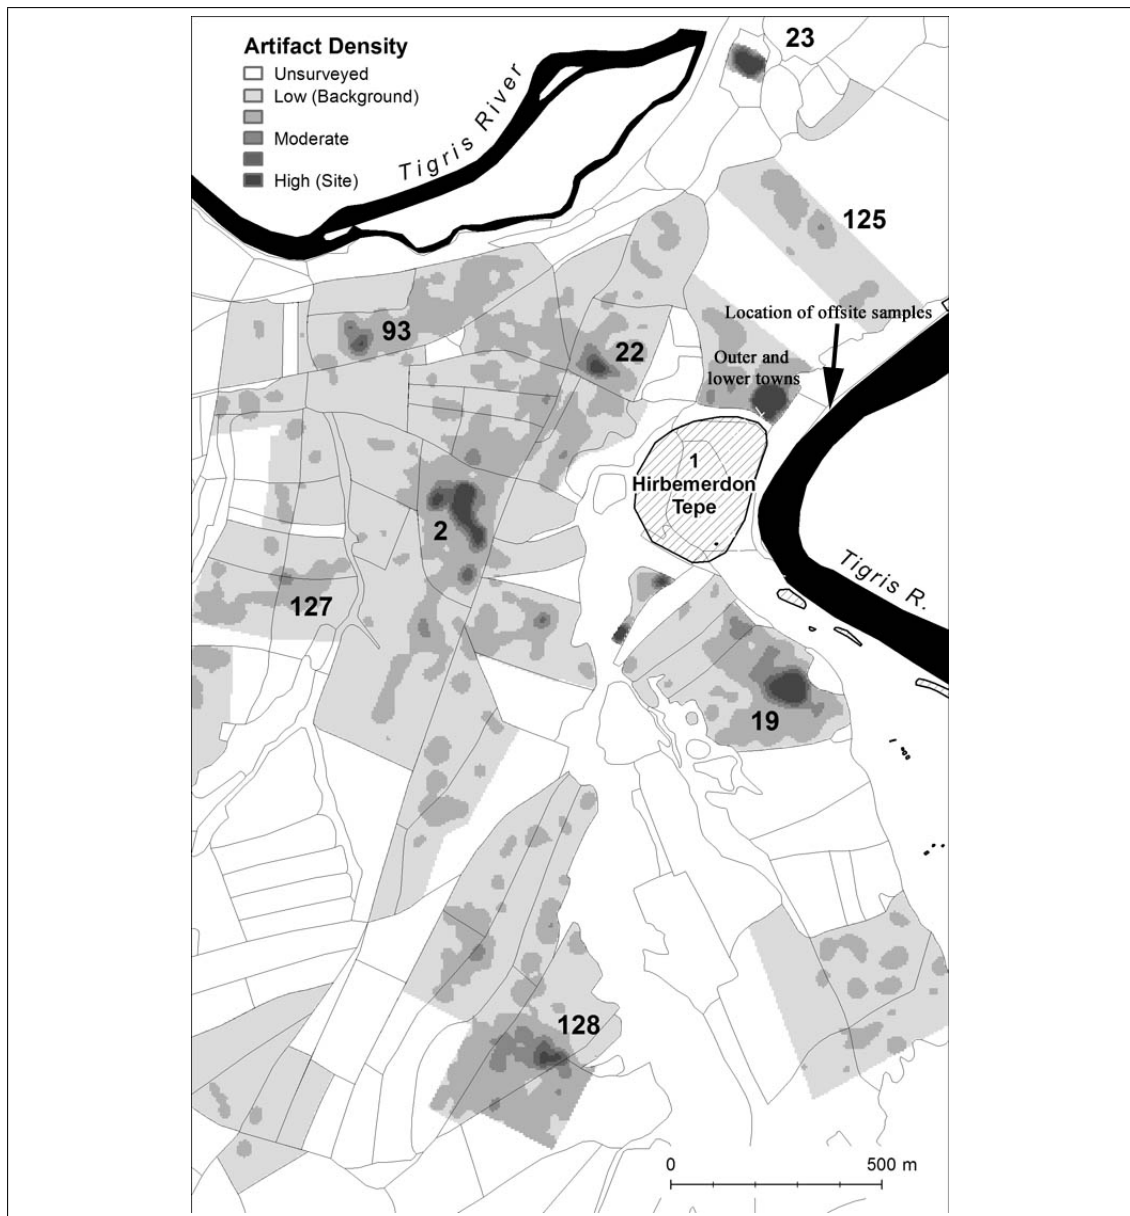 Artifact Density
Unsurveyed
Low (Background)
Moderate
High (Site)
Tigris River
23
125
Location of offsite samples
93
22
Outer and
lower towns
1
Hirbemerdon
Tepe
2
Tigris R.
127
19
128
0
500 m